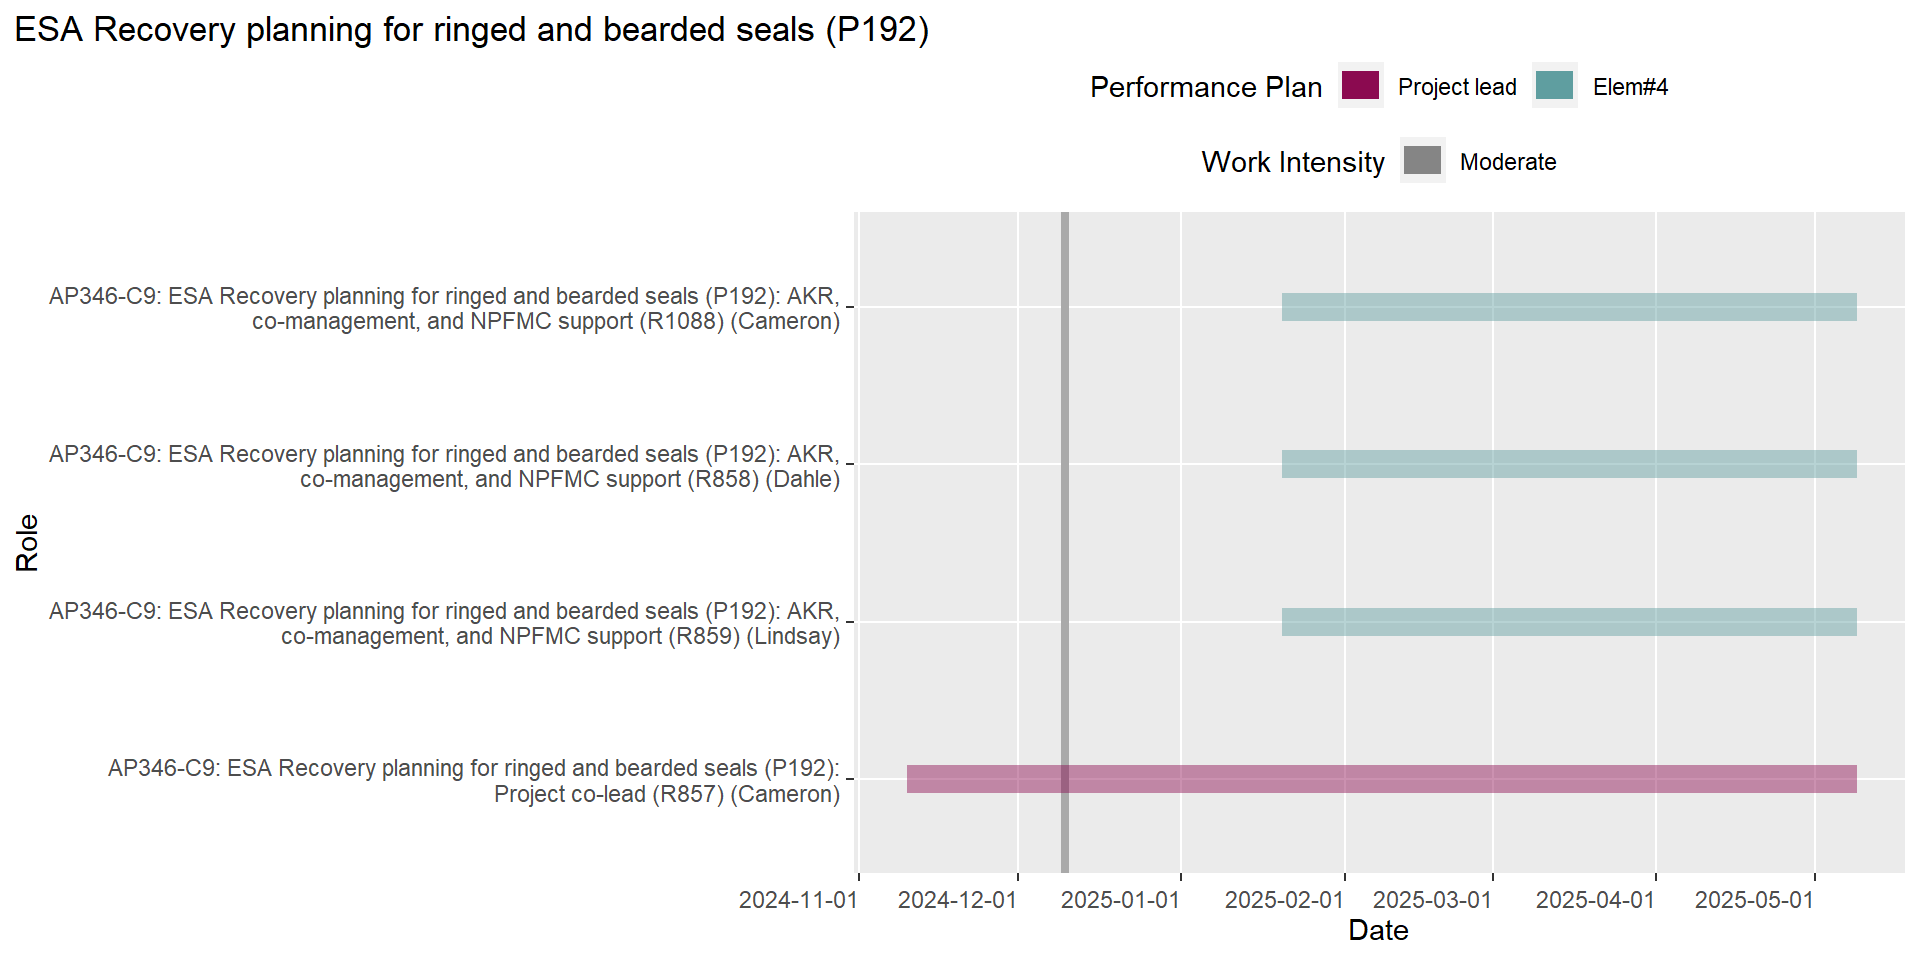 ESA Recovery planning for ringed and bearded seals (P192)
Performance Plan Project lead Elem#4
Work Intensity Moderate
AP346-C9: ESA Recovery planning for ringed and bearded seals (P192): AKR,
co-management, and NPFMC support (R1088) (Cameron)
AP346-C9: ESA Recovery planning for ringed and bearded seals (P192): AKR,
co-management, and NPFMC support (R858) (Dahle)
Role
AP346-C9: ESA Recovery planning for ringed and bearded seals (P192): AKR,
co-management, and NPFMC support (R859) (Lindsay)
AP346-C9: ESA Recovery planning for ringed and bearded seals (P192):
Project co-lead (R857) (Cameron)
2024-11-01 2024-12-01 2025-01-01 2025-02-01 2025-03-01 2025-04-01 2025-05-01
Date